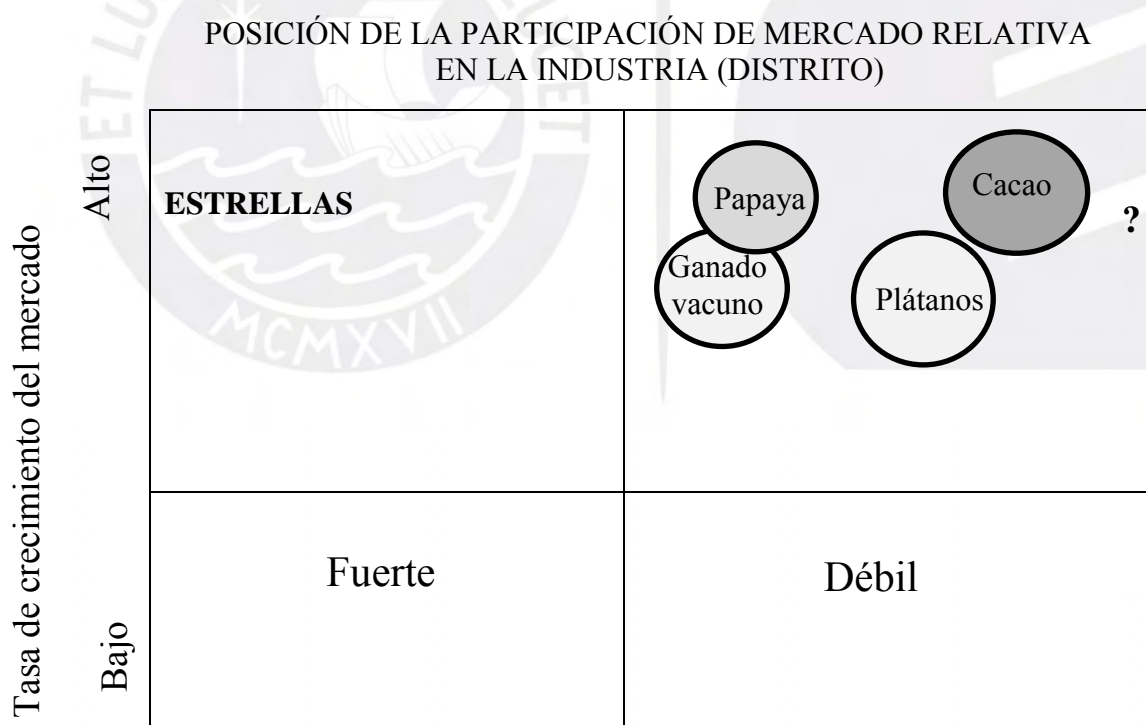 POSICIÓN DE LA PARTICIPACIÓN DE MERCADO RELATIVA
EN LA INDUSTRIA (DISTRITO)
Tasa de crecimiento del mercado
Alto
ESTRELLAS
Papaya
Cacao
?
Ganado
vacuno
Plátanos
MCMXVII
Bajo
Fuerte
Débil